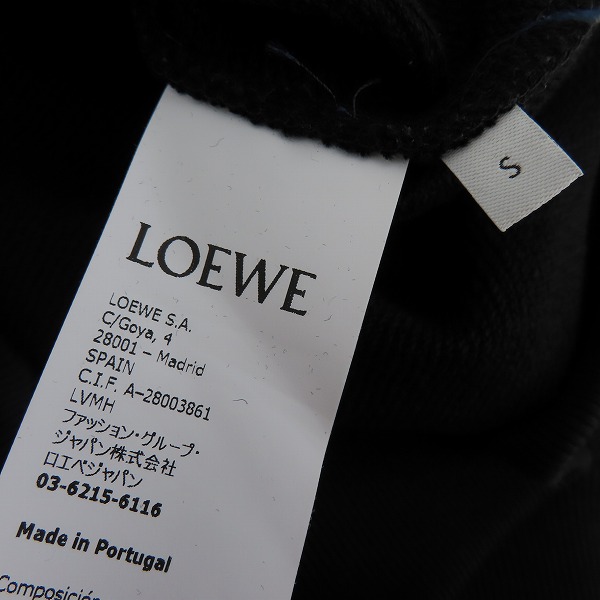 S
LOEWE
LOEWE S.A.
C/Goya, 4
28001 – Madrid
SPAIN
C.I.F. A-28003861
LVMH
ファッション・グループ・
ジャパン株式会社
ロエベジャパン
03-6215-6116
Made in Portugal
Composición